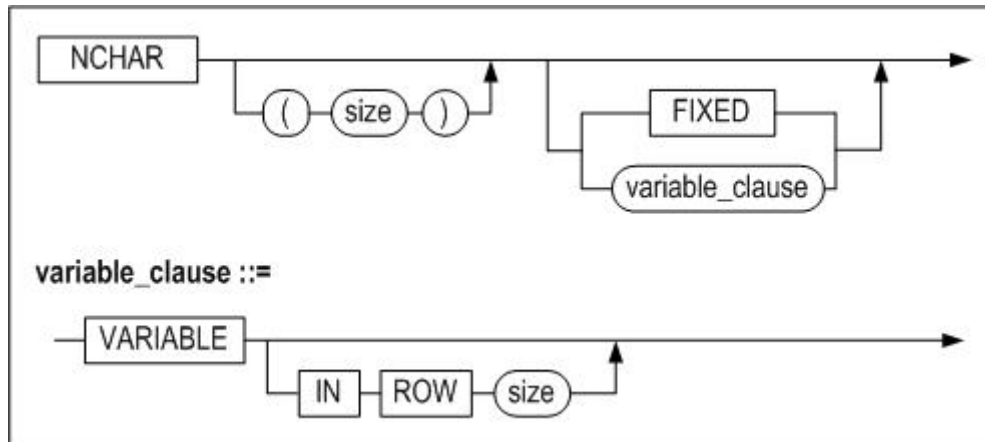 NCHAR
( size )
FIXED
variable_clause
variable_clause ::=
VARIABLE
IN ROW size